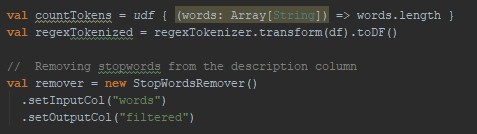 val countTokens = udf { (words: Array[String]) => words.length }
val regexTokenized = regexTokenizer.transform(df).toDF()
// Removing stopwords from the description column
val remover = new StopWordsRemover()
.setInputCol("words")
.setOutputCol("filtered")